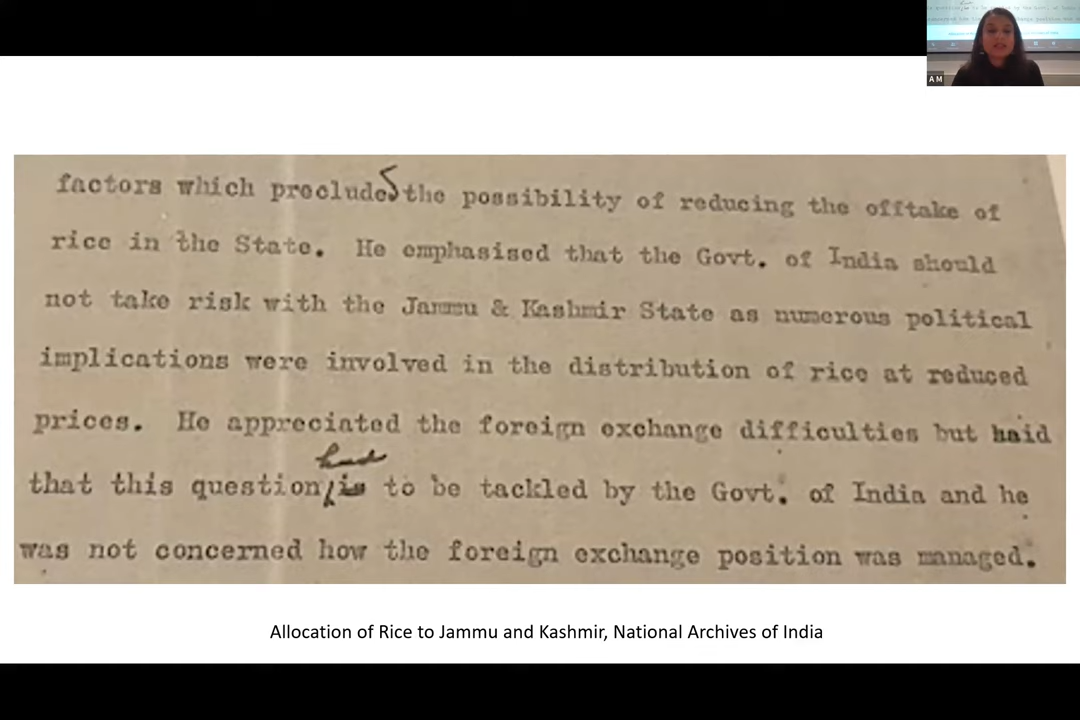 factors which precludes the possibility of reducing the offtake of
rice in the State. He emphasised that the Govt. of India should
not take risk with the Jammu & Kashmir State as numerous political
implications were involved in the distribution of rice at reduced
prices. He appreciated the foreign exchange difficulties but haid
had
that this question is to be tackled by the Govt. of India and he
was not concerned how the foreign exchange position was managed.
Allocation of Rice to Jammu and Kashmir, National Archives of India
A M